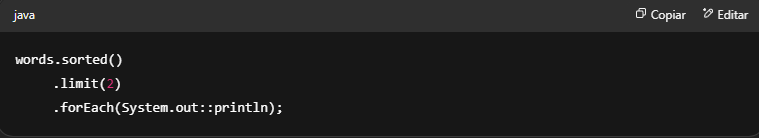 java
Copiar
Editar
words.sorted()
.limit(2)
.forEach(System.out::println);